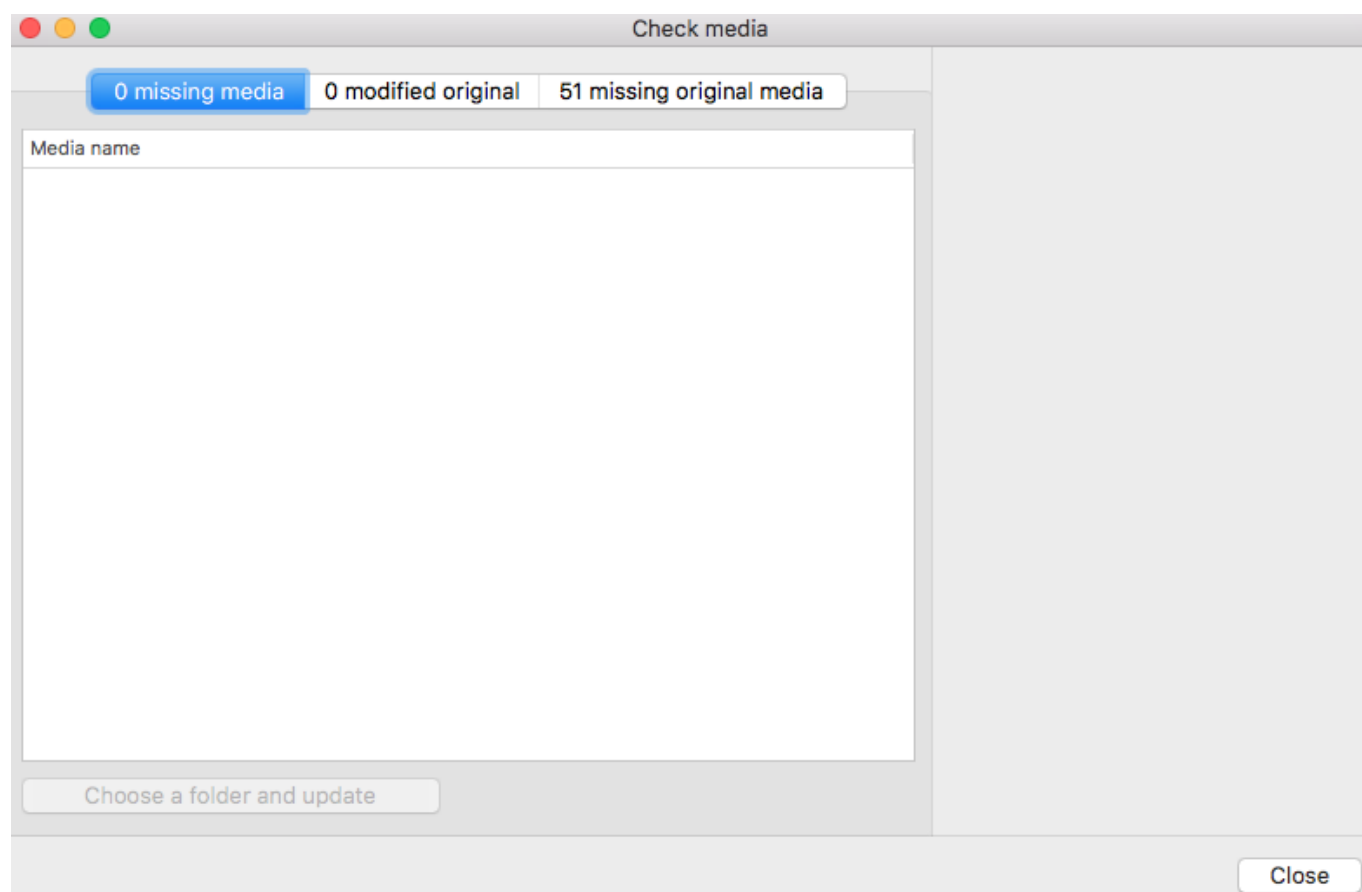 Check media
0 missing media 0 modified original 51 missing original media
Media name
Choose a folder and update
Close